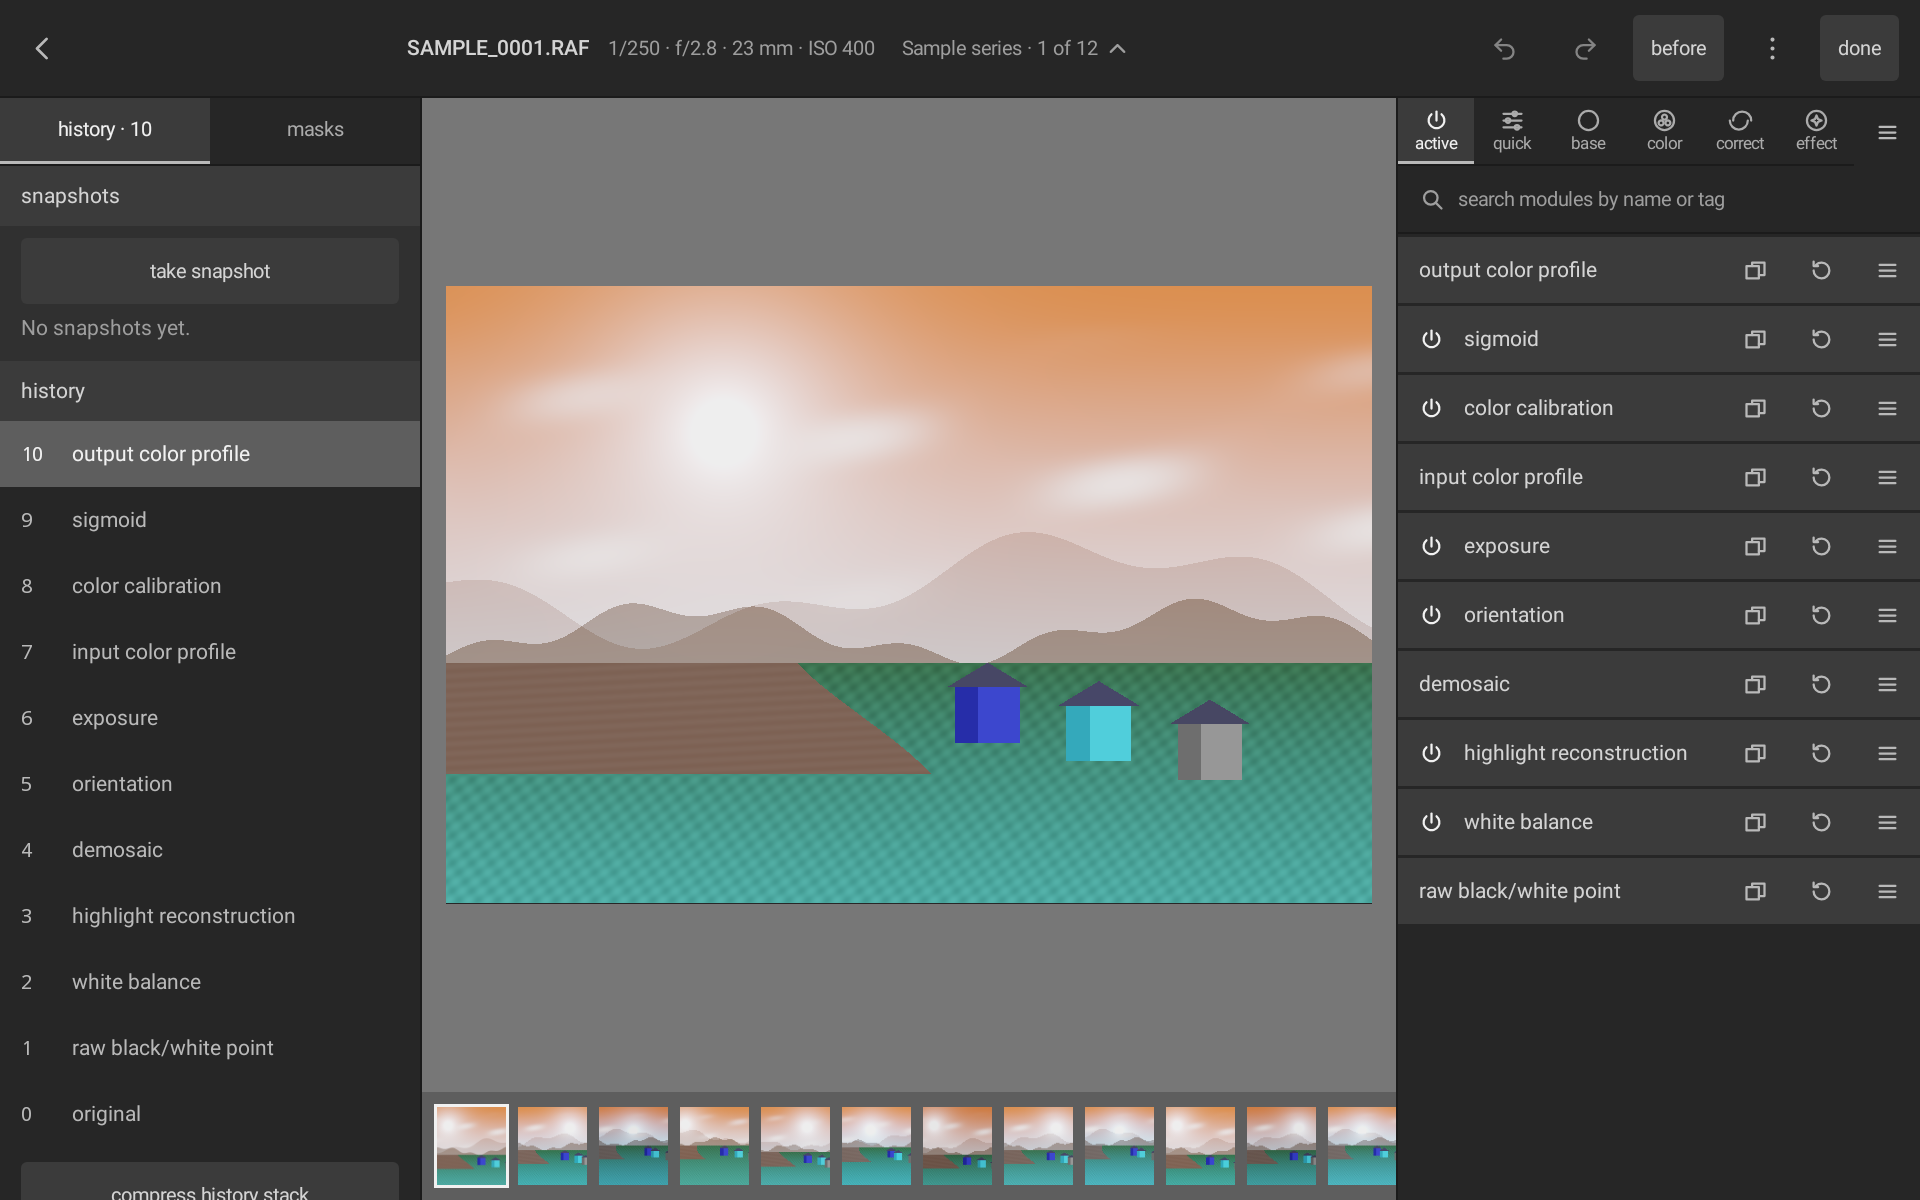 SAMPLE_0001.RAF 1/250 · f/2.8 · 23 mm · ISO 400 Sample series · 1 of 12
before
done
history · 10
masks
snapshots
take snapshot
No snapshots yet.
history
10 output color profile
9 sigmoid
8 color calibration
7 input color profile
6 exposure
5 orientation
4 demosaic
3 highlight reconstruction
2 white balance
1 raw black/white point
0 original
compress history stack
active quick base color correct effect
search modules by name or tag
output color profile
sigmoid
color calibration
input color profile
exposure
orientation
demosaic
highlight reconstruction
white balance
raw black/white point